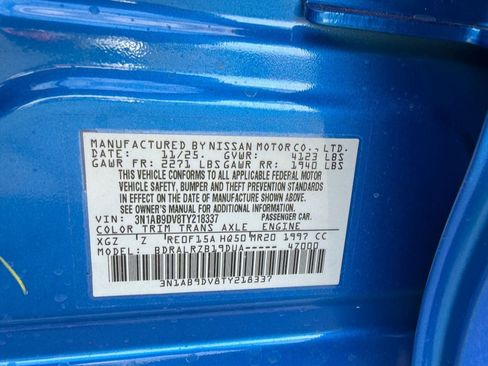 MANUFACTURED BY NISSAN MOTOR CO., LTD.
DATE: 11/25. GVWR: 4123 LBS
GAWR FR: 2271 LBS GAWR RR: 1940 LBS
THIS VEHICLE CONFORMS TO ALL APPLICABLE FEDERAL MOTOR
VEHICLE SAFETY, BUMPER AND THEFT PREVENTION STANDARDS
IN EFFECT ON THE DATE OF MANUFACTURE SHOWN ABOVE.
SEE OWNER'S MANUAL FOR ADDITIONAL INFORMATION.
VIN: 3N1AB9DV8TY218337 PASSENGER CAR.
COLOR TRIM TRANS AXLE ENGINE
XGZ Z RE0F15A HQ50 MR20 1997 CC
MODEL: BDRALRZB19DUA----- 4Z000
3N1AB9DV8TY218337